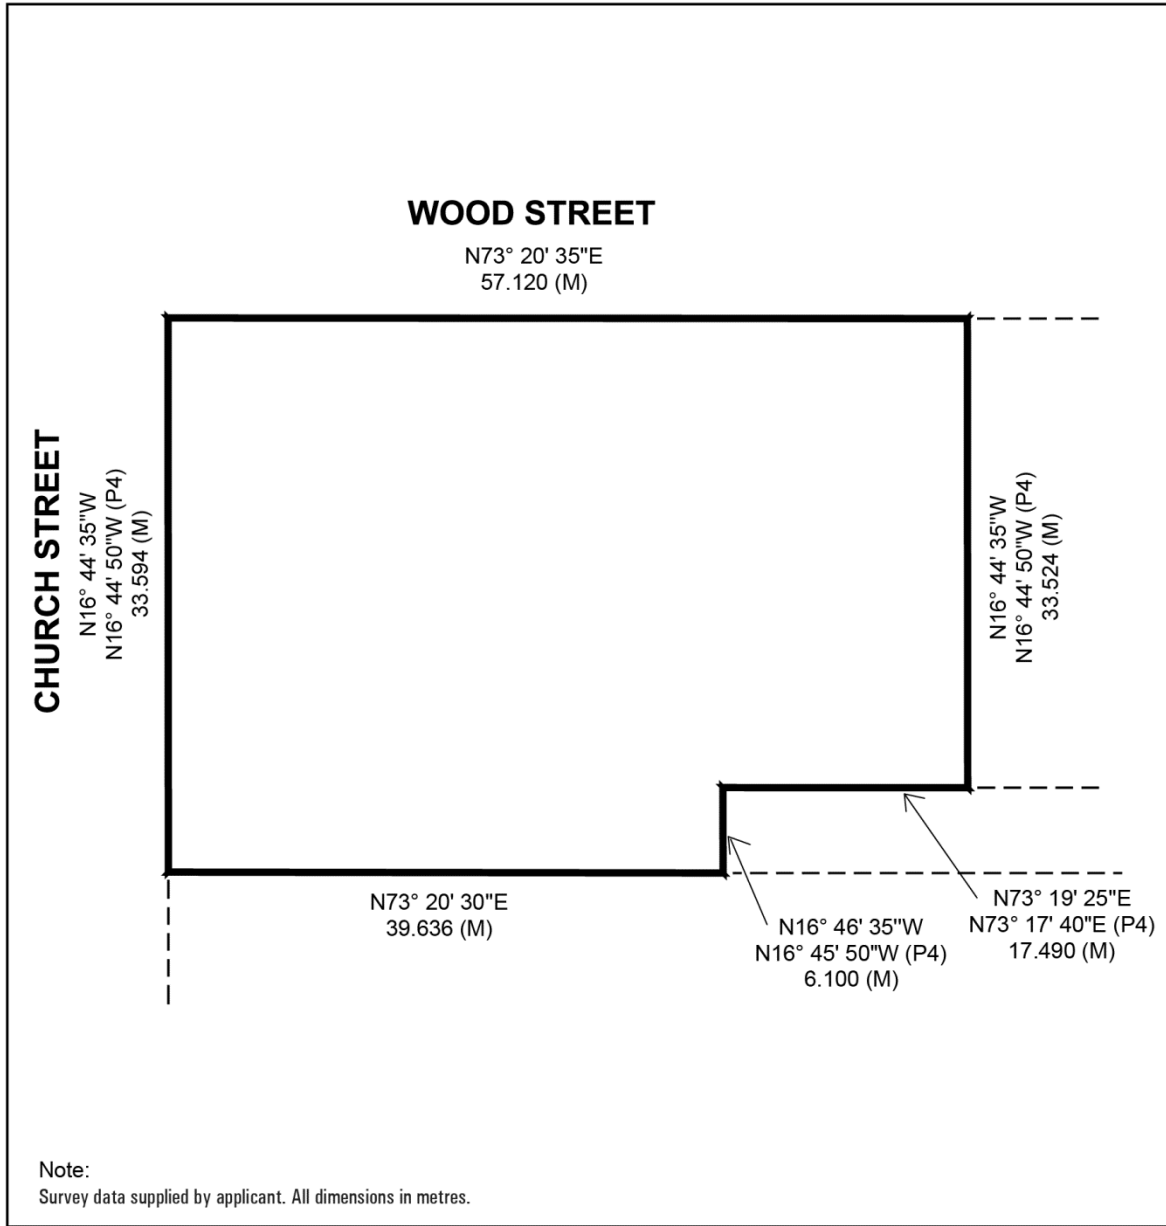 WOOD STREET
N73° 20' 35"E
57.120 (M)
CHURCH STREET
N16° 44' 35"W
N16° 44' 50"W (P4)
33.594 (M)
N16° 44' 35"W
N16° 44' 50"W (P4)
33.524 (M)
N73° 20' 30"E
39.636 (M)
N16° 46' 35"W
N16° 45' 50"W (P4)
6.100 (M)
N73° 19' 25"E
N73° 17' 40"E (P4)
17.490 (M)
Note:
Survey data supplied by applicant. All dimensions in metres.